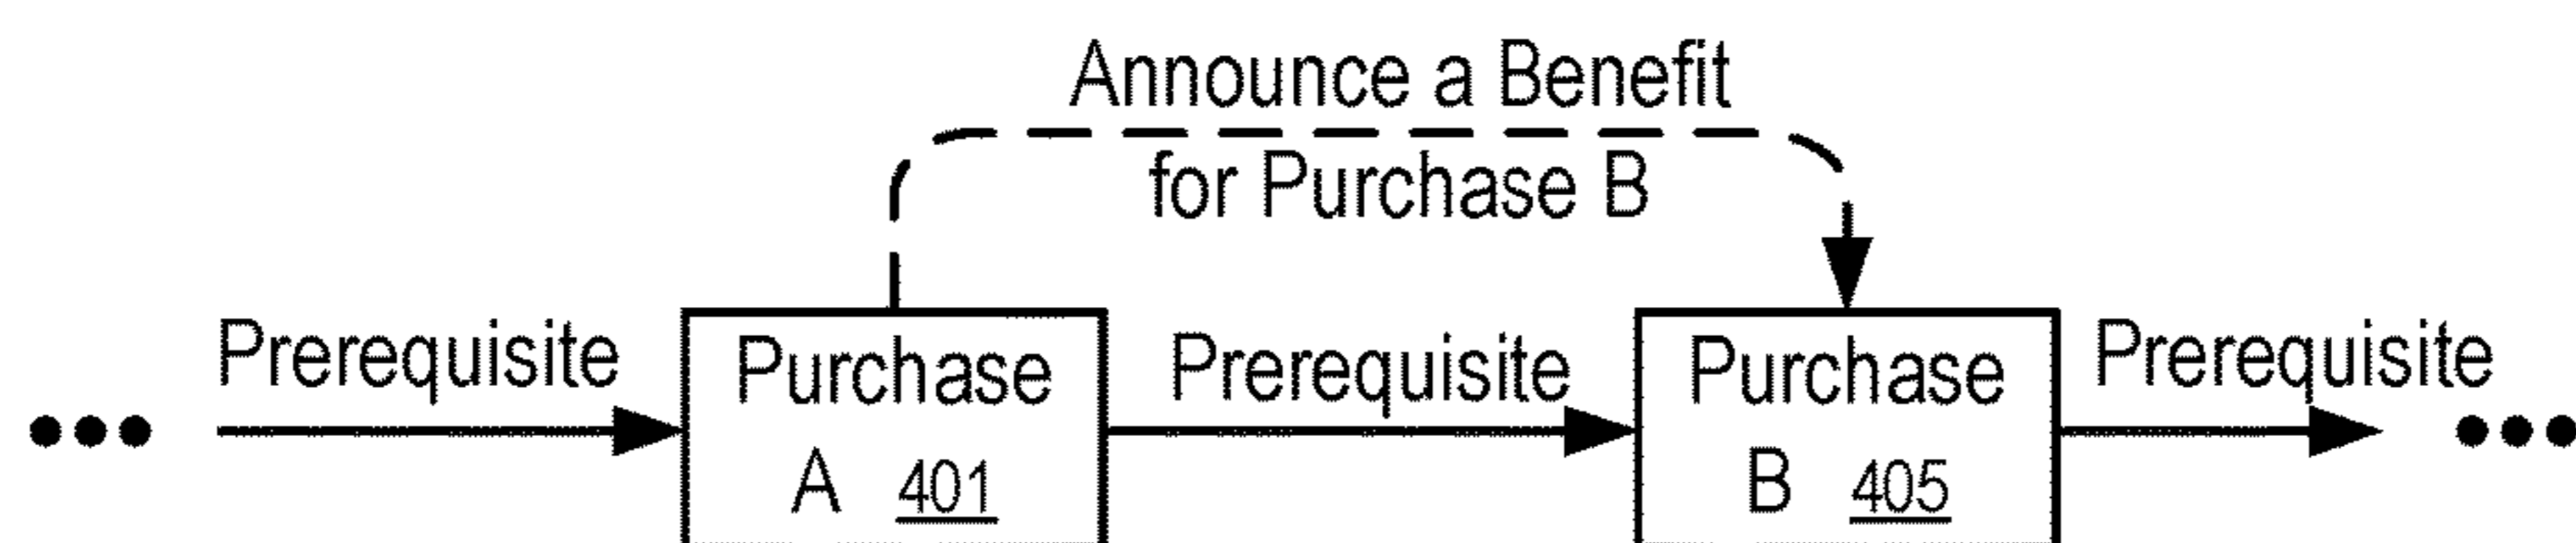 Announce a Benefit
for Purchase B
Prerequisite
Purchase
A 401
Prerequisite
Purchase
B 405
Prerequisite